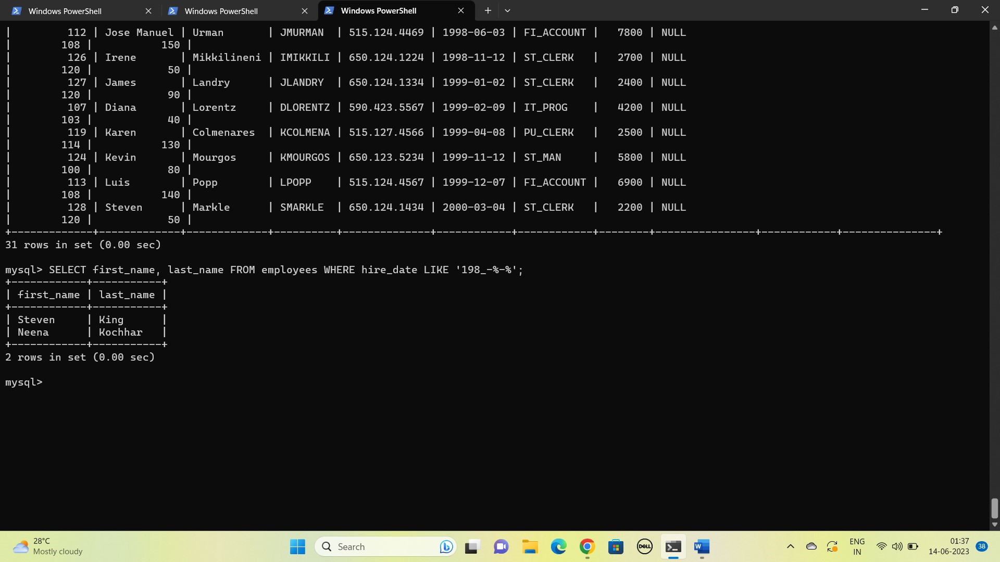 Windows PowerShell
Windows PowerShell
Windows PowerShell
|         112 | Jose Manuel | Urman       | JMURMAN  | 515.124.4469 | 1998-06-03 | FI_ACCOUNT |   7800 | NULL
|        108 |           150 |
|         126 | Irene       | Mikkilineni | IMIKKILI | 650.124.1224 | 1998-11-12 | ST_CLERK   |   2700 | NULL
|        120 |            50 |
|         127 | James       | Landry      | JLANDRY  | 650.124.1334 | 1999-01-02 | ST_CLERK   |   2400 | NULL
|        120 |            90 |
|         107 | Diana       | Lorentz     | DLORENTZ | 590.423.5567 | 1999-02-09 | IT_PROG    |   4200 | NULL
|        103 |            40 |
|         119 | Karen       | Colmenares  | KCOLMENA | 515.127.4566 | 1999-04-08 | PU_CLERK   |   2500 | NULL
|        114 |           130 |
|         124 | Kevin       | Mourgos     | KMOURGOS | 650.123.5234 | 1999-11-12 | ST_MAN     |   5800 | NULL
|        100 |            80 |
|         113 | Luis        | Popp        | LPOPP    | 515.124.4567 | 1999-12-07 | FI_ACCOUNT |   6900 | NULL
|        108 |           140 |
|         128 | Steven      | Markle      | SMARKLE  | 650.124.1434 | 2000-03-04 | ST_CLERK   |   2200 | NULL
|        120 |            50 |
+-------------+-------------+-------------+----------+--------------+------------+------------+--------+----------------+------------+---------------+
31 rows in set (0.00 sec)
mysql> SELECT first_name, last_name FROM employees WHERE hire_date LIKE '198_-%-%';
+------------+-----------+
| first_name | last_name |
+------------+-----------+
| Steven     | King      |
| Neena      | Kochhar   |
+------------+-----------+
2 rows in set (0.00 sec)
mysql>
28°C
Mostly cloudy
Search
DELL
W
ENG
IN
01:37
14-06-2023
38